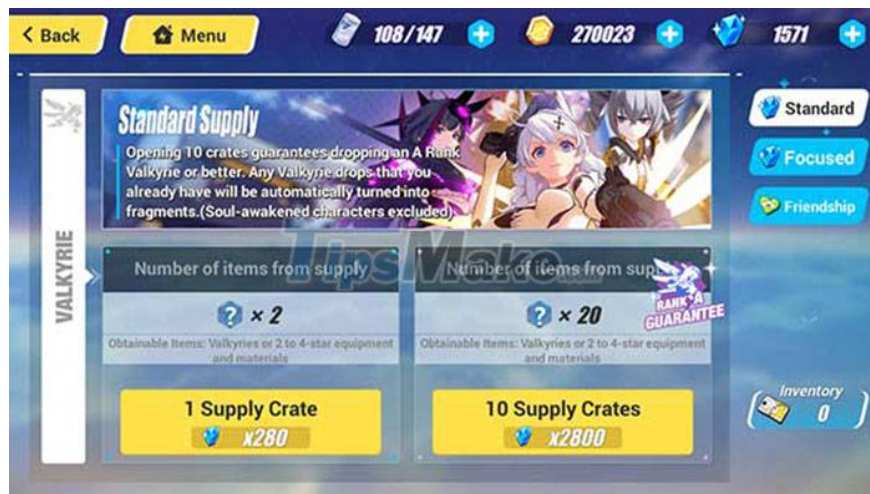 Back
Menu
108/147
270023
1571
Standard Supply
Opening 10 crates guarantees dropping an A Rank
Valkyrie or better. Any Valkyrie drops that you
already have will be automatically turned into
fragments.(Soul-awakened characters excluded)
Standard
Focused
Friendship
VALKYRIE
TipsMake
Number of items from supply
? × 2
Obtainable Items: Valkyries or 2 to 4-star equipment
and materials
1 Supply Crate
x280
Number of items from supp
RANK A
GUARANTEE
? × 20
Obtainable Items: Valkyries or 2 to 4-star equipment
and materials
10 Supply Crates
x2800
Inventory
0